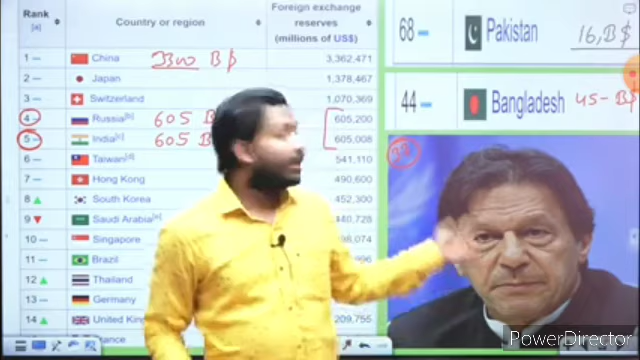 Rank
Country or region
Foreign exchange
reserves
(millions of US$)
[a]
1 – China 3300 B$ 3,362,471
2 – Japan 1,378,467
3 – Switzerland 1,070,369
4 – Russia[b] 605 B 605,200
5 – India[c] 605 B 605,008
6 – Taiwan[d] 541,110
7 – Hong Kong 490,600
8 South Korea 452,300
9 Saudi Arabia[e] 440,728
10 – Singapore
11 – Brazil
12 Thailand
13 – Germany
14 United King 209,755
68 – Pakistan 16, B$
44 – Bangladesh 45- B$
PowerDirector